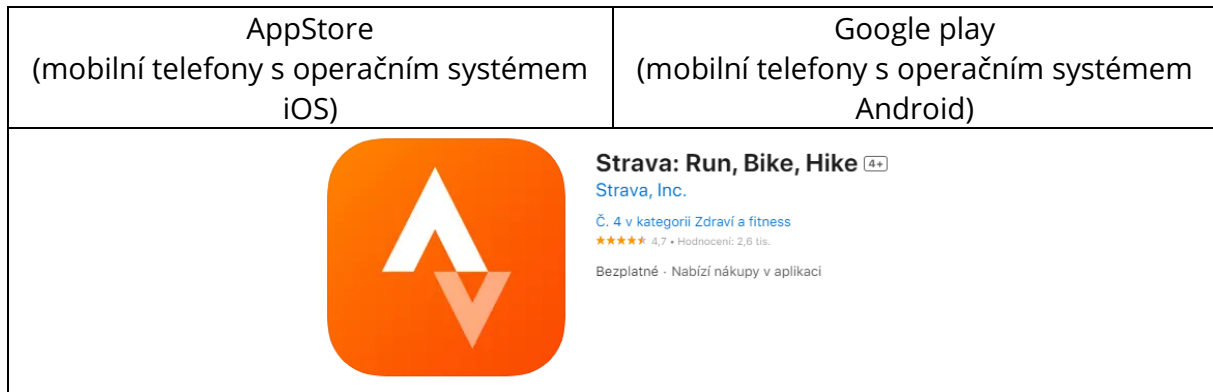 AppStore
(mobilní telefony s operačním systémem
iOS)
Google play
(mobilní telefony s operačním systémem
Android)
Strava: Run, Bike, Hike 4+
Strava, Inc.
Č. 4 v kategorii Zdraví a fitness
★★★★★ 4,7 • Hodnocení: 2,6 tis.
Bezplatné · Nabízí nákupy v aplikaci